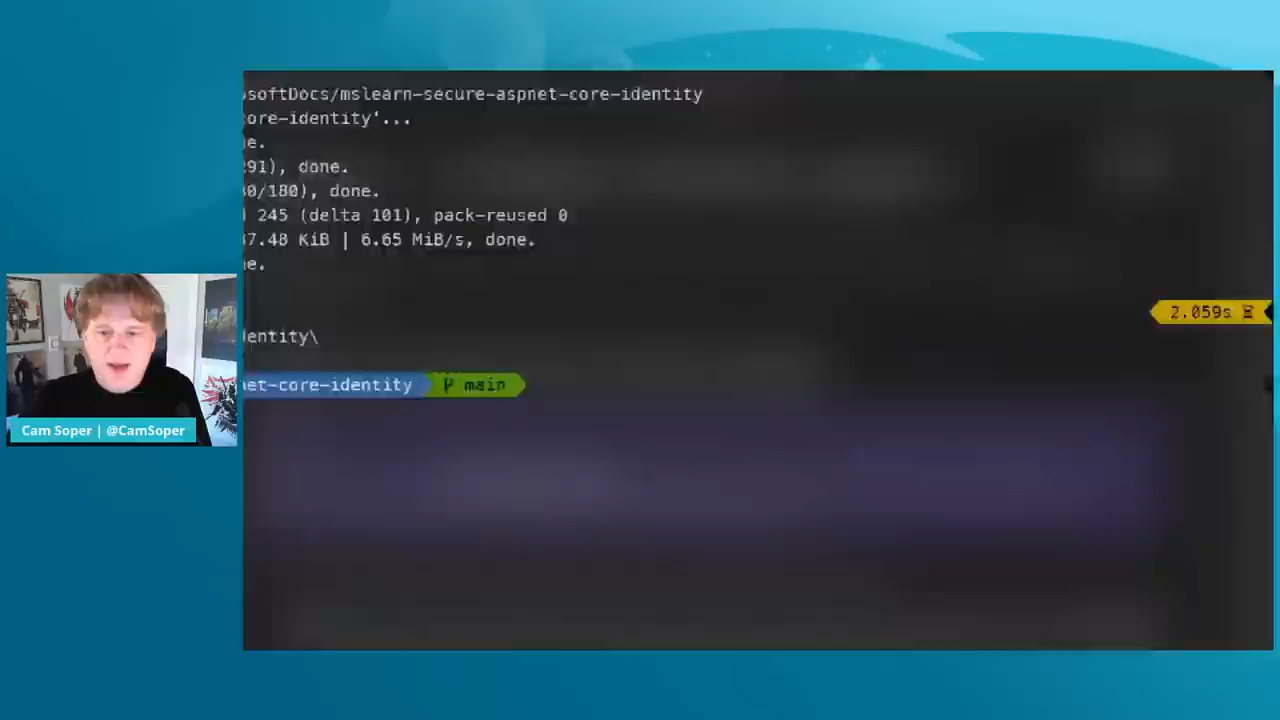 softDocs/mslearn-secure-aspnet-core-identity
core-identity'...
e.
91), done.
0/180), done.
245 (delta 101), pack-reused 0
7.48 KiB | 6.65 MiB/s, done.
e.
2.059s
entity\
et-core-identity main
Cam Soper | @CamSoper